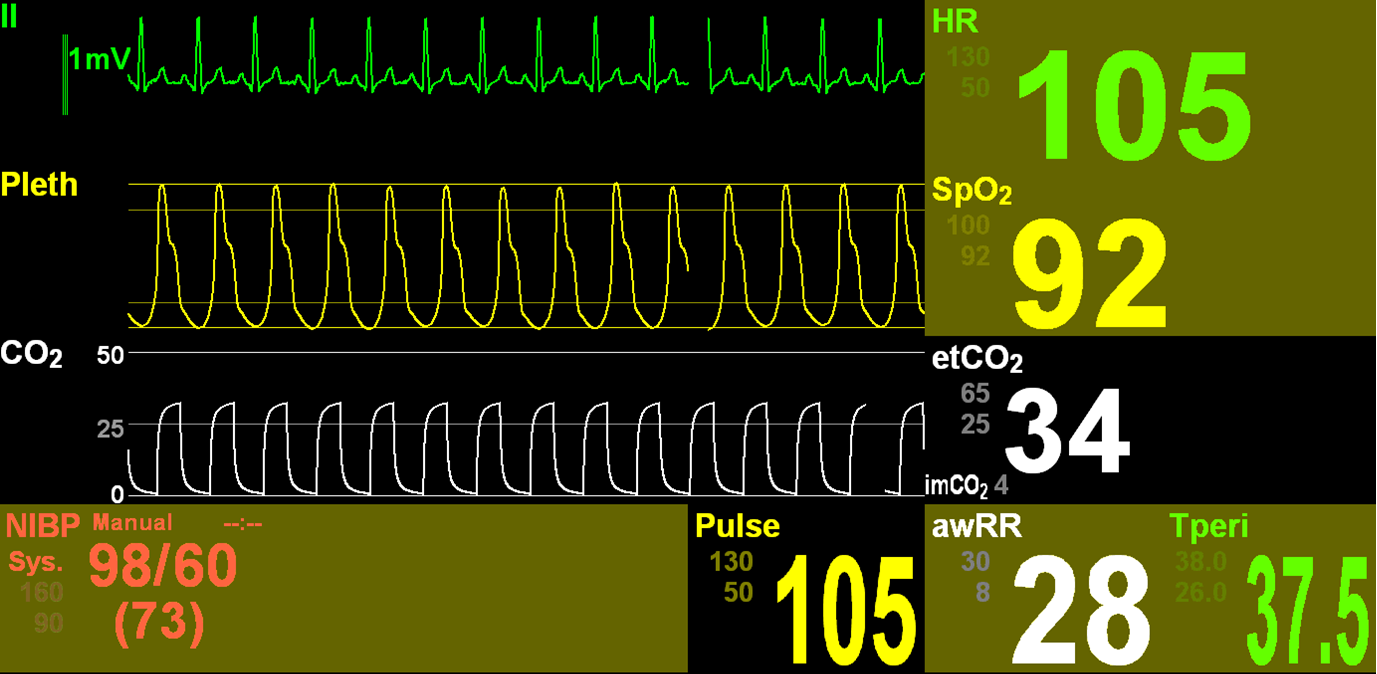 II
1mV
HR
130
50
105
Pleth
SpO₂
100
92
92
CO₂
50
25
0
etCO₂
65
25
34
imCO₂ 4
NIBP Manual --:--
Sys. 98/60
160
90
(73)
Pulse
130
50
105
awRR
30
8
28
Tperi
38.0
26.0
37.5